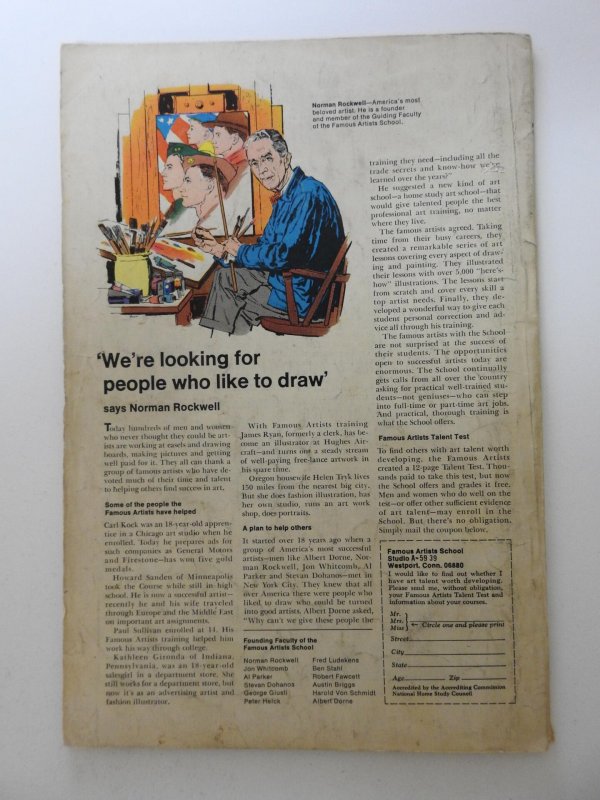 Norman Rockwell—America's most
beloved artist. He is a founder
and member of the Guiding Faculty
of the Famous Artists School.
'We're looking for
people who like to draw'
says Norman Rockwell
Today hundreds of men and women
who never thought they could be art-
ists are working at easels and drawing
boards, making pictures and getting
well paid for it. They all can thank a
group of famous artists who have de-
voted much of their time and talent
to helping others find success in art.
Some of the people the
Famous Artists have helped
Carl Kock was an 18-year-old appren-
tice in a Chicago art studio when he
enrolled. Today he prepares ads for
such companies as General Motors
and Firestone—has won five gold
medals.
Howard Sanden of Minneapolis
took the Course while still in high
school. He is now a successful artist—
recently he and his wife traveled
through Europe and the Middle East
on important art assignments.
Paul Sullivan enrolled at 14. His
Famous Artists training helped him
work his way through college.
Kathleen Gironda of Indiana,
Pennsylvania, was an 18-year-old
salesgirl in a department store. She
still works for a department store, but
now it's as an advertising artist and
fashion illustrator.
With Famous Artists training
James Ryan, formerly a clerk, has be-
come an illustrator at Hughes Air-
craft—and turns out a steady stream
of well-paying free-lance artwork in
his spare time.
Oregon housewife Helen Tryk lives
150 miles from the nearest big city.
But she does fashion illustration, has
her own studio, runs an art work
shop, does portraits.
A plan to help others
It started over 18 years ago when a
group of America's most successful
artists—men like Albert Dorne, Nor-
man Rockwell, Jon Whitcomb, Al
Parker and Stevan Dohanos—met in
New York City. They knew that all
over America there were people who
liked to draw who could be turned
into good artists. Albert Dorne asked,
"Why can't we give these people the
Founding Faculty of the
Famous Artists School
Norman Rockwell
Jon Whitcomb
Al Parker
Stevan Dohanos
George Giusti
Peter Helck
Fred Ludekens
Ben Stahl
Robert Fawcett
Austin Briggs
Harold Von Schmidt
Albert Dorne
training they need—including all the
trade secrets and know-how we've
learned over the years?"
He suggested a new kind of art
school—a home study art school—that
would give talented people the best
professional art training, no matter
where they live.
The famous artists agreed. Taking
time from their busy careers, they
created a remarkable series of art
lessons covering every aspect of draw-
ing and painting. They illustrated
their lessons with over 5,000 "here's-
how" illustrations. The lessons start
from scratch and cover every skill a
top artist needs. Finally, they de-
veloped a wonderful way to give each
student personal correction and ad-
vice all through his training.
The famous artists with the School
are not surprised at the success of
their students. The opportunities
open to successful artists today are
enormous. The School continually
gets calls from all over the country
asking for practical well-trained stu-
dents—not geniuses—who can step
into full-time or part-time art jobs.
And practical, thorough training is
what the School offers.
Famous Artists Talent Test
To find others with art talent worth
developing, the Famous Artists
created a 12-page Talent Test. Thou-
sands paid to take this test, but now
the School offers and grades it free.
Men and women who do well on the
test—or offer other sufficient evidence
of art talent—may enroll in the
School. But there's no obligation.
Simply mail the coupon below.
Famous Artists School
Studio A-59 39
Westport, Conn. 06880
I would like to find out whether I
have art talent worth developing.
Please send me, without obligation,
your Famous Artists Talent Test and
information about your courses.
Mr.
Mrs.
Miss ← Circle one and please print
Street
City
State
Age Zip
Accredited by the Accrediting Commission
National Home Study Council